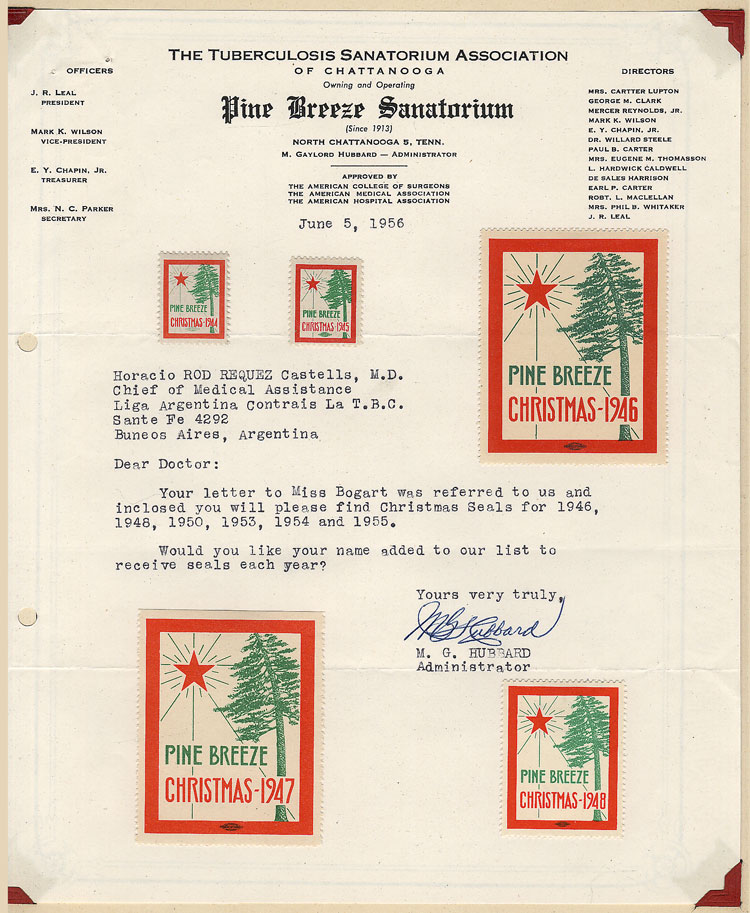 THE TUBERCULOSIS SANATORIUM ASSOCIATION
OF CHATTANOOGA
Owning and Operating
Pine Breeze Sanatorium
(Since 1913)
NORTH CHATTANOOGA 5, TENN.
M. GAYLORD HUBBARD — ADMINISTRATOR
APPROVED BY
THE AMERICAN COLLEGE OF SURGEONS
THE AMERICAN MEDICAL ASSOCIATION
THE AMERICAN HOSPITAL ASSOCIATION
OFFICERS
J. R. LEAL
PRESIDENT
MARK K. WILSON
VICE-PRESIDENT
E. Y. CHAPIN, JR.
TREASURER
MRS. N. C. PARKER
SECRETARY
DIRECTORS
MRS. CARTTER LUPTON
GEORGE M. CLARK
MERCER REYNOLDS, JR.
MARK K. WILSON
E. Y. CHAPIN, JR.
DR. WILLARD STEELE
PAUL B. CARTER
MRS. EUGENE M. THOMASSON
L. HARDWICK CALDWELL
DE SALES HARRISON
EARL P. CARTER
ROBT. L. MACLELLAN
MRS. PHIL B. WHITAKER
J. R. LEAL
June 5, 1956
PINE BREEZE
CHRISTMAS-1944
PINE BREEZE
CHRISTMAS 1945
PINE BREEZE
CHRISTMAS-1946
Horacio ROD REQUEZ Castells, M.D.
Chief of Medical Assistance
Liga Argentina Contrais La T.B.C.
Sante Fe 4292
Buneos Aires, Argentina
Dear Doctor:
Your letter to Miss Bogart was referred to us and
inclosed you will please find Christmas Seals for 1946,
1948, 1950, 1953, 1954 and 1955.
Would you like your name added to our list to
receive seals each year?
Yours very truly,
M G Hubbard
M. G. HUBBARD
Administrator
PINE BREEZE
CHRISTMAS-1947
PINE BREEZE
CHRISTMAS-1948